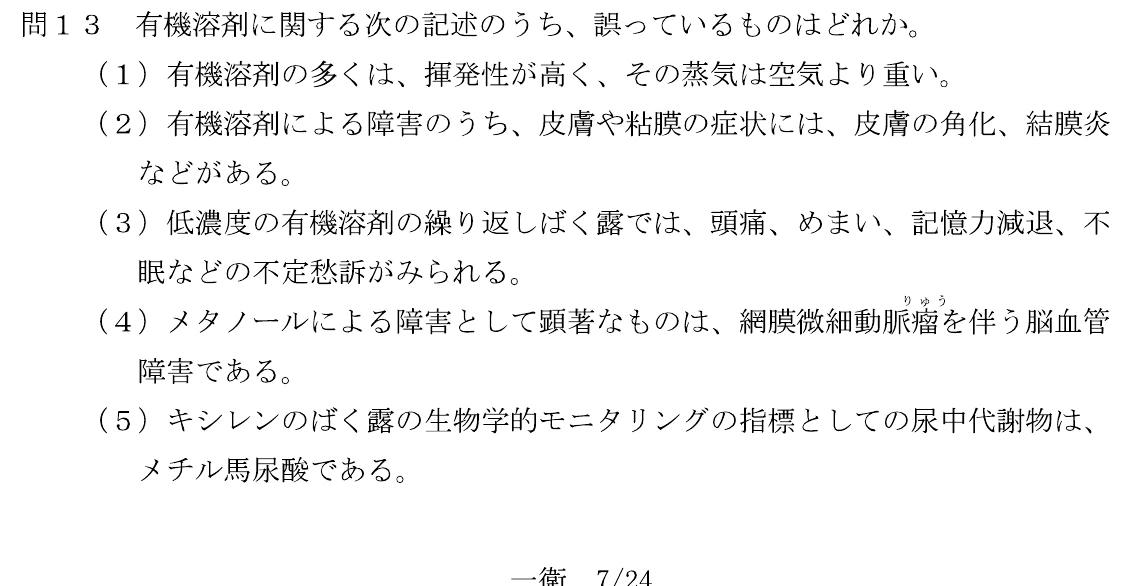 問13　有機溶剤に関する次の記述のうち、誤っているものはどれか。
（1）有機溶剤の多くは、揮発性が高く、その蒸気は空気より重い。
（2）有機溶剤による障害のうち、皮膚や粘膜の症状には、皮膚の角化、結膜炎
などがある。
（3）低濃度の有機溶剤の繰り返しばく露では、頭痛、めまい、記憶力減退、不
眠などの不定愁訴がみられる。
りゅう
（4）メタノールによる障害として顕著なものは、網膜微細動脈瘤を伴う脳血管
障害である。
（5）キシレンのばく露の生物学的モニタリングの指標としての尿中代謝物は、
メチル馬尿酸である。
一衛　7/24